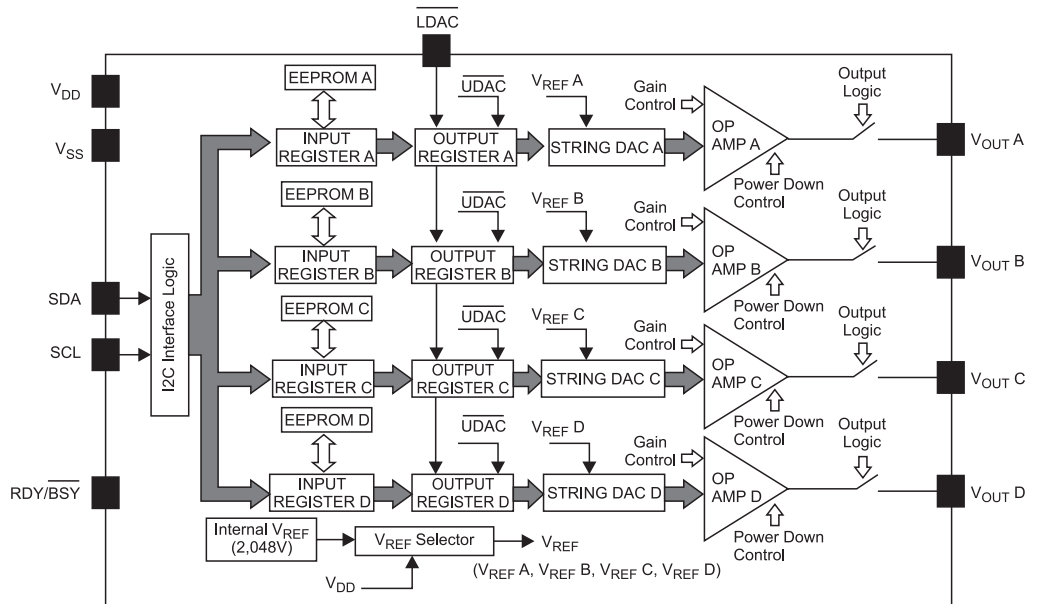 LDAC
VDD
VSS
SDA
SCL
RDY/BSY
I2C Interface Logic
EEPROM A
INPUT
REGISTER A
UDAC
OUTPUT
REGISTER A
VREF A
STRING DAC A
Gain
Control
OP
AMP A
Power Down
Control
Output
Logic
VOUT A
EEPROM B
INPUT
REGISTER B
UDAC
OUTPUT
REGISTER B
VREF B
STRING DAC B
Gain
Control
OP
AMP B
Power Down
Control
Output
Logic
VOUT B
EEPROM C
INPUT
REGISTER C
UDAC
OUTPUT
REGISTER C
VREF C
STRING DAC C
Gain
Control
OP
AMP C
Power Down
Control
Output
Logic
VOUT C
EEPROM D
INPUT
REGISTER D
UDAC
OUTPUT
REGISTER D
VREF D
STRING DAC D
Gain
Control
OP
AMP D
Power Down
Control
Output
Logic
VOUT D
Internal VREF
(2,048V)
VREF Selector
VREF
(VREF A, VREF B, VREF C, VREF D)
VDD